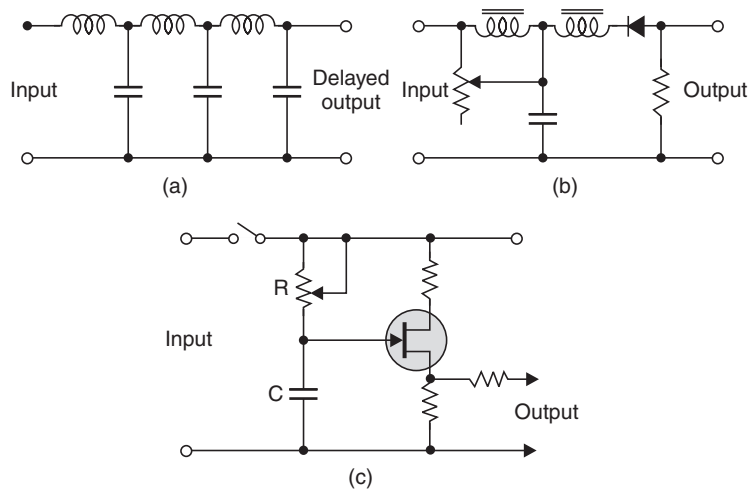 Input
Delayed
output
(a)
Input
Output
(b)
R
Input
C
Output
(c)